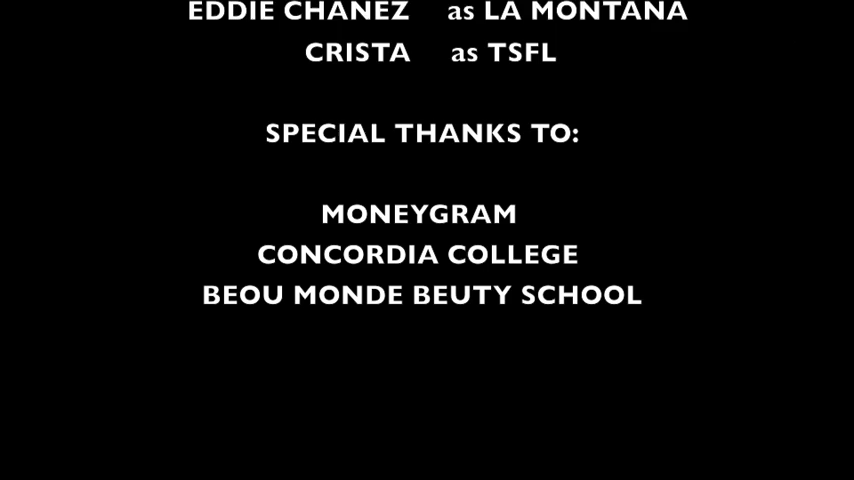 EDDIE CHANEZ as LA MONTANA
CRISTA as TSFL
SPECIAL THANKS TO:
MONEYGRAM
CONCORDIA COLLEGE
BEOU MONDE BEUTY SCHOOL